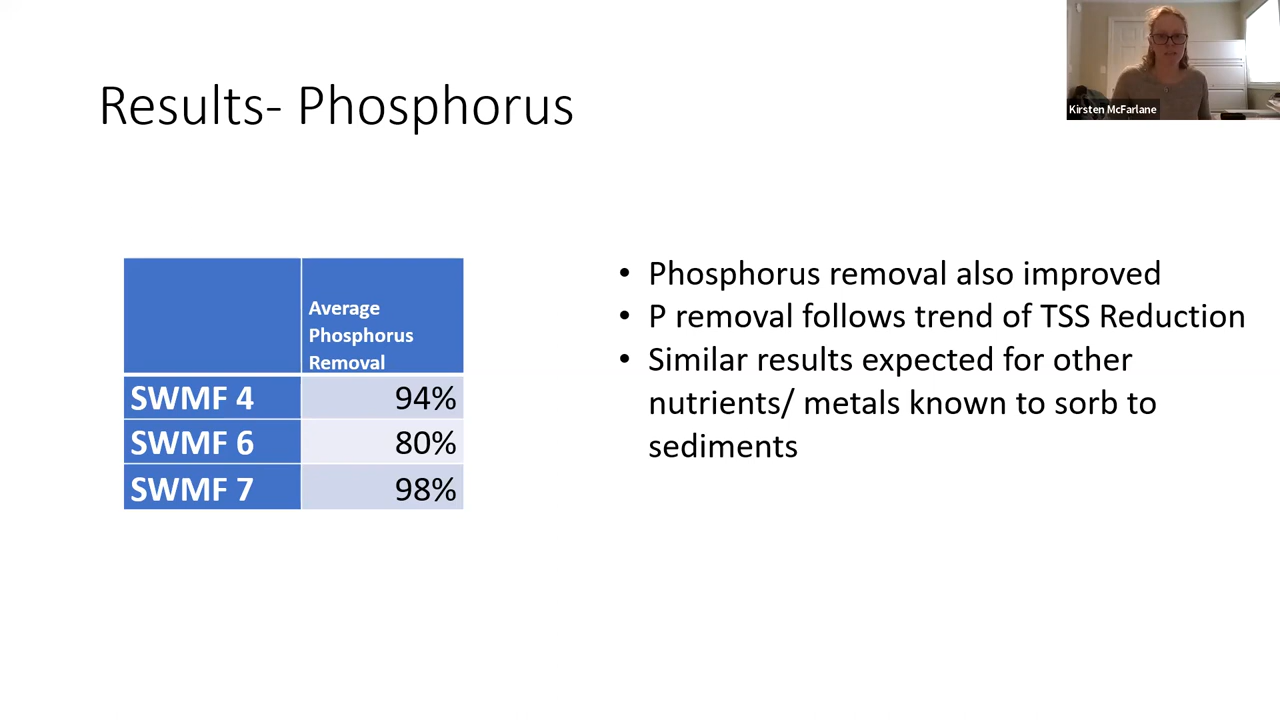 Results- Phosphorus
Kirsten McFarlane
Average
Phosphorus
Removal
SWMF 4 94%
SWMF 6 80%
SWMF 7 98%
• Phosphorus removal also improved
• P removal follows trend of TSS Reduction
• Similar results expected for other
nutrients/ metals known to sorb to
sediments